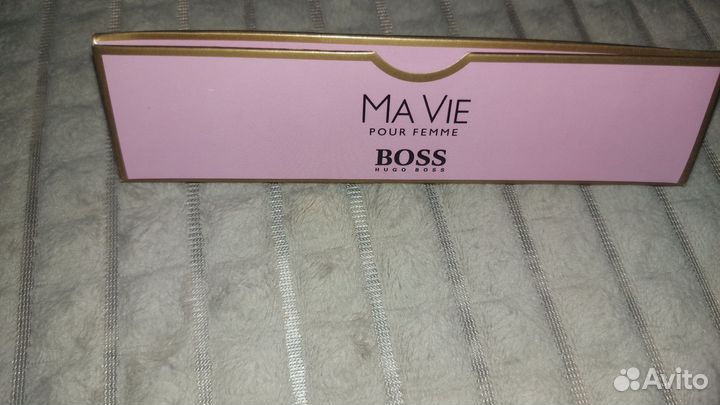 MA VIE
POUR FEMME
BOSS
HUGO BOSS
Avito